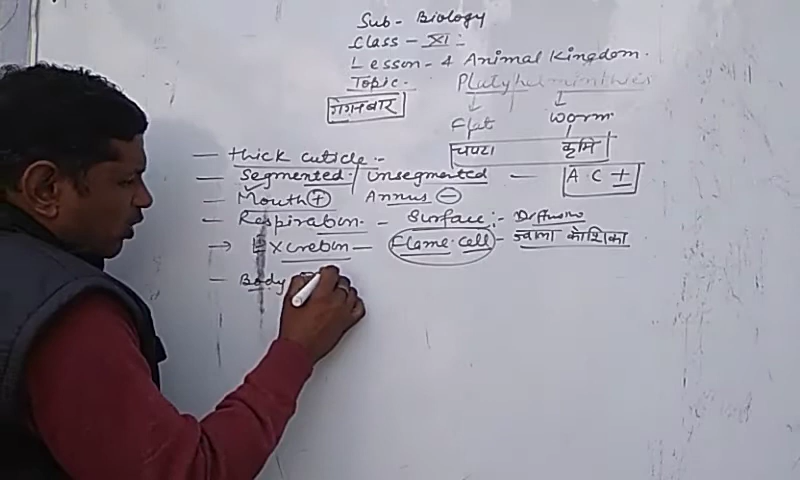 Sub- Biology
Class - XI :
Lesson - 4 Animal Kingdom.
Topic. Platyhelminthes
Flat worm
चपटा कृमि
- thick cuticle :-
- Segmented / Unsegmented - A C ±
- Mouth + Annus -
- Respiration - Surface :- Diffusion
→ Excretion - Flame cell - ज्वाला कोशिका
- Body